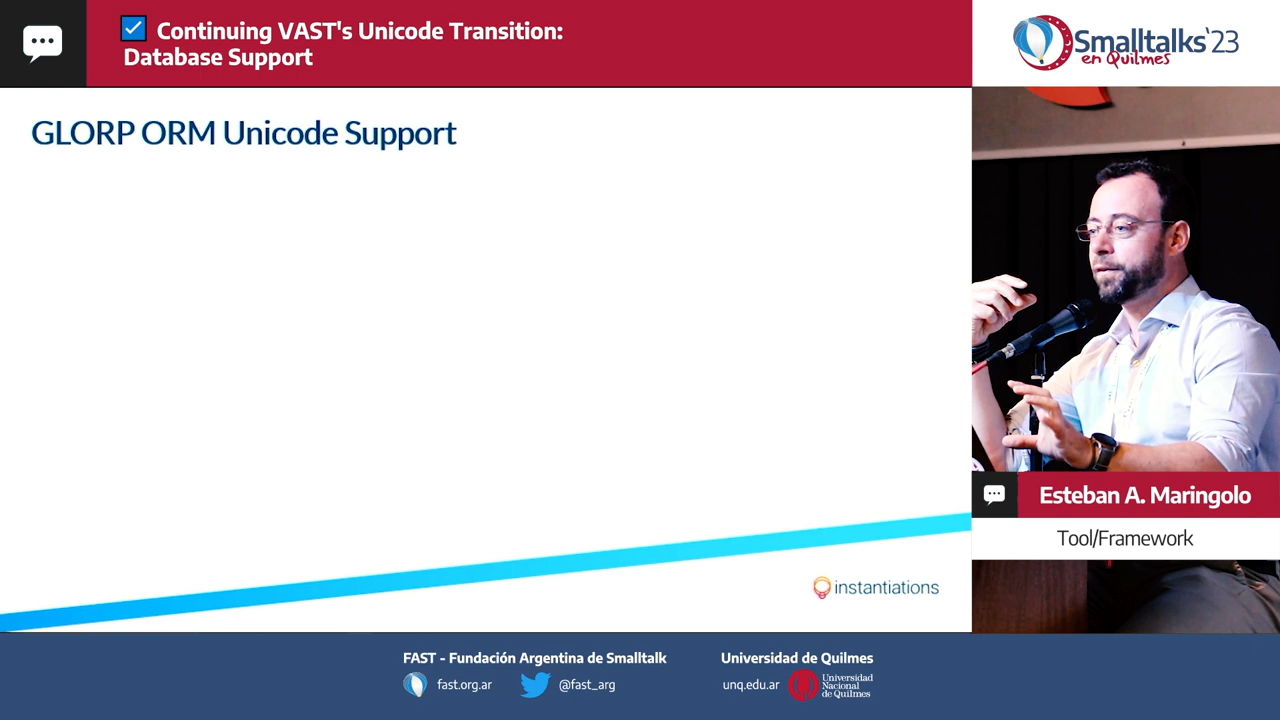 Continuing VAST's Unicode Transition:
Database Support
Smalltalks'23
en Quilmes
GLORP ORM Unicode Support
Esteban A. Maringolo
Tool/Framework
instantiations
FAST - Fundación Argentina de Smalltalk
fast.org.ar
@fast_arg
Universidad de Quilmes
unq.edu.ar
Universidad
Nacional
de Quilmes